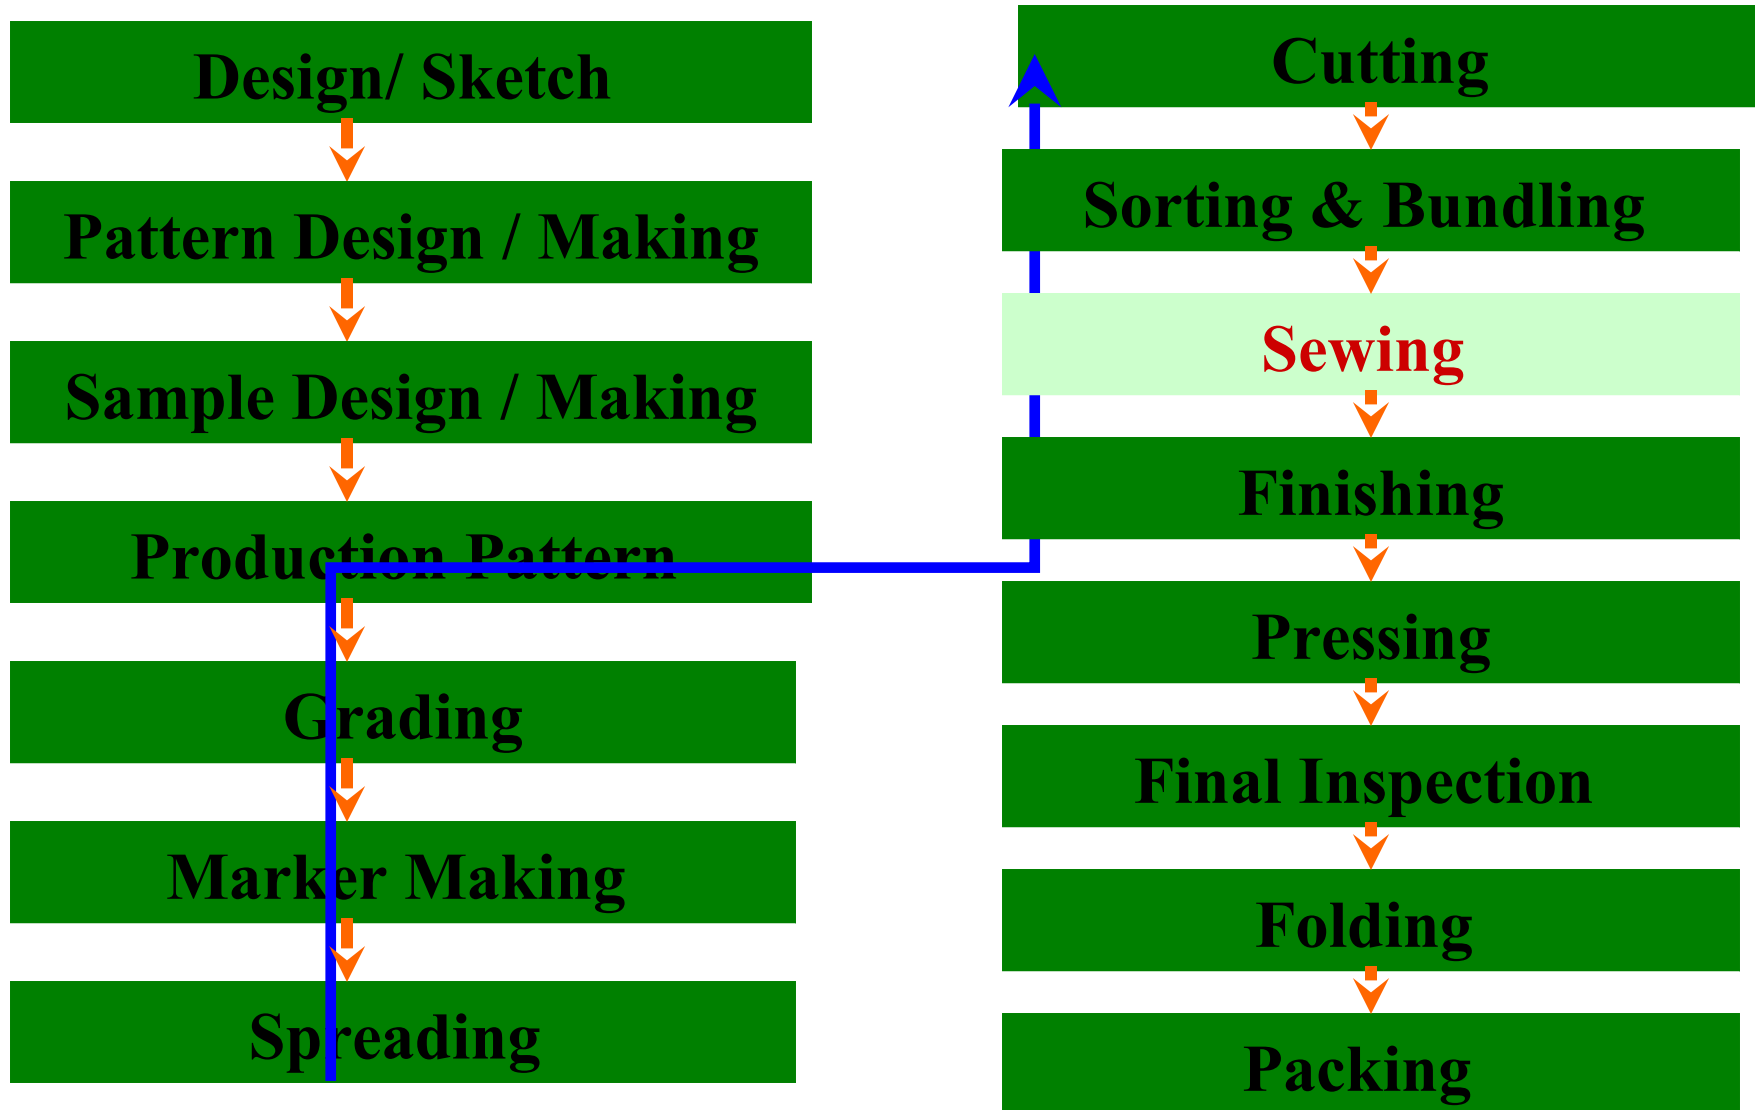 Design/ Sketch
Pattern Design / Making
Sample Design / Making
Production Pattern
Grading
Marker Making
Spreading
Cutting
Sorting & Bundling
Sewing
Finishing
Pressing
Final Inspection
Folding
Packing